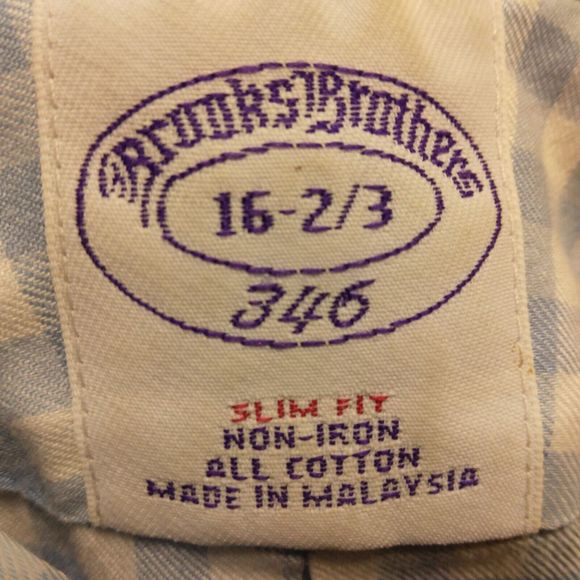 Brooks Brothers
16-2/3
346
SLIM FIT
NON-IRON
ALL COTTON
MADE IN MALAYSIA